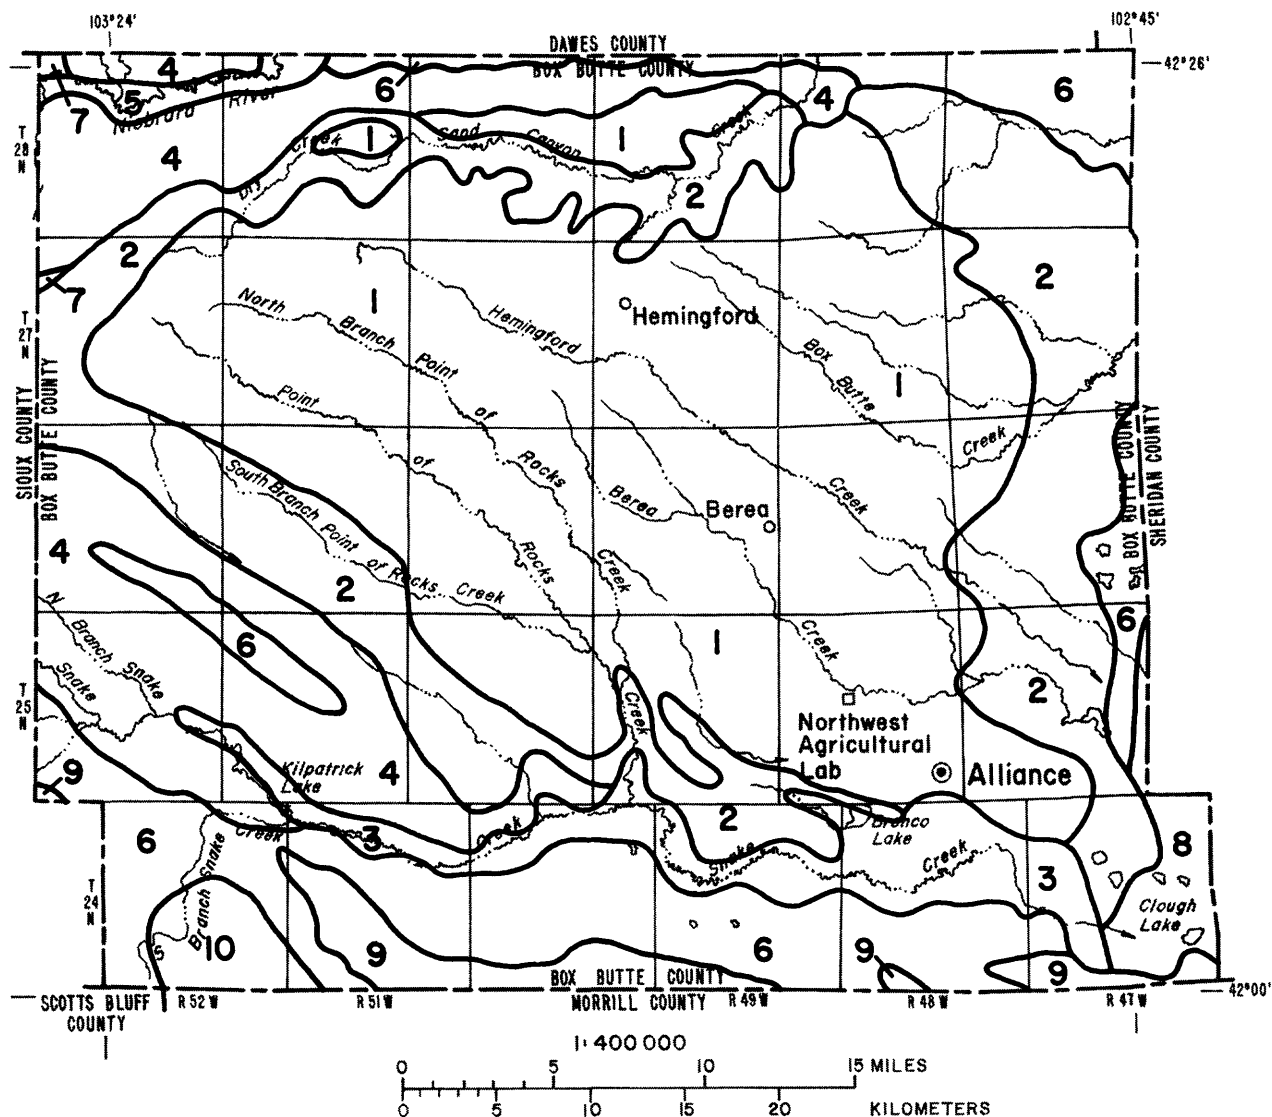 103°24'
102°45'
DAWES COUNTY
BOX BUTTE COUNTY
42°26'
4
5
6
6
4
7
Niobrara River
T
28
N
4
1
Dry Creek
Sand Canyon Creek
1
2
2
7
2
1
North Branch Point of Rocks Creek
Hemingford Creek
Hemingford
T
27
N
Box Butte Creek
1
Point of Rocks
SIOUX COUNTY
BOX BUTTE COUNTY
BOX BUTTE COUNTY
SHERIDAN COUNTY
South Branch Point of Rocks Creek
Berea
Berea
Creek
4
2
6
6
1
N Branch Snake
Snake
Creek
2
T
25
N
Northwest
Agricultural
Lab
Alliance
9
Kilpatrick
Lake
4
2
Bronco
Lake
6
Creek
3
Creek
Snake Creek
8
3
T
24
N
S Branch Snake
Clough
Lake
10
9
6
9
9
BOX BUTTE COUNTY
MORRILL COUNTY
SCOTTS BLUFF
COUNTY
R 52 W
R 51 W
R 49 W
R 48 W
R 47 W
42°00'
1:400 000
0 5 10 15 MILES
0 5 10 15 20 KILOMETERS